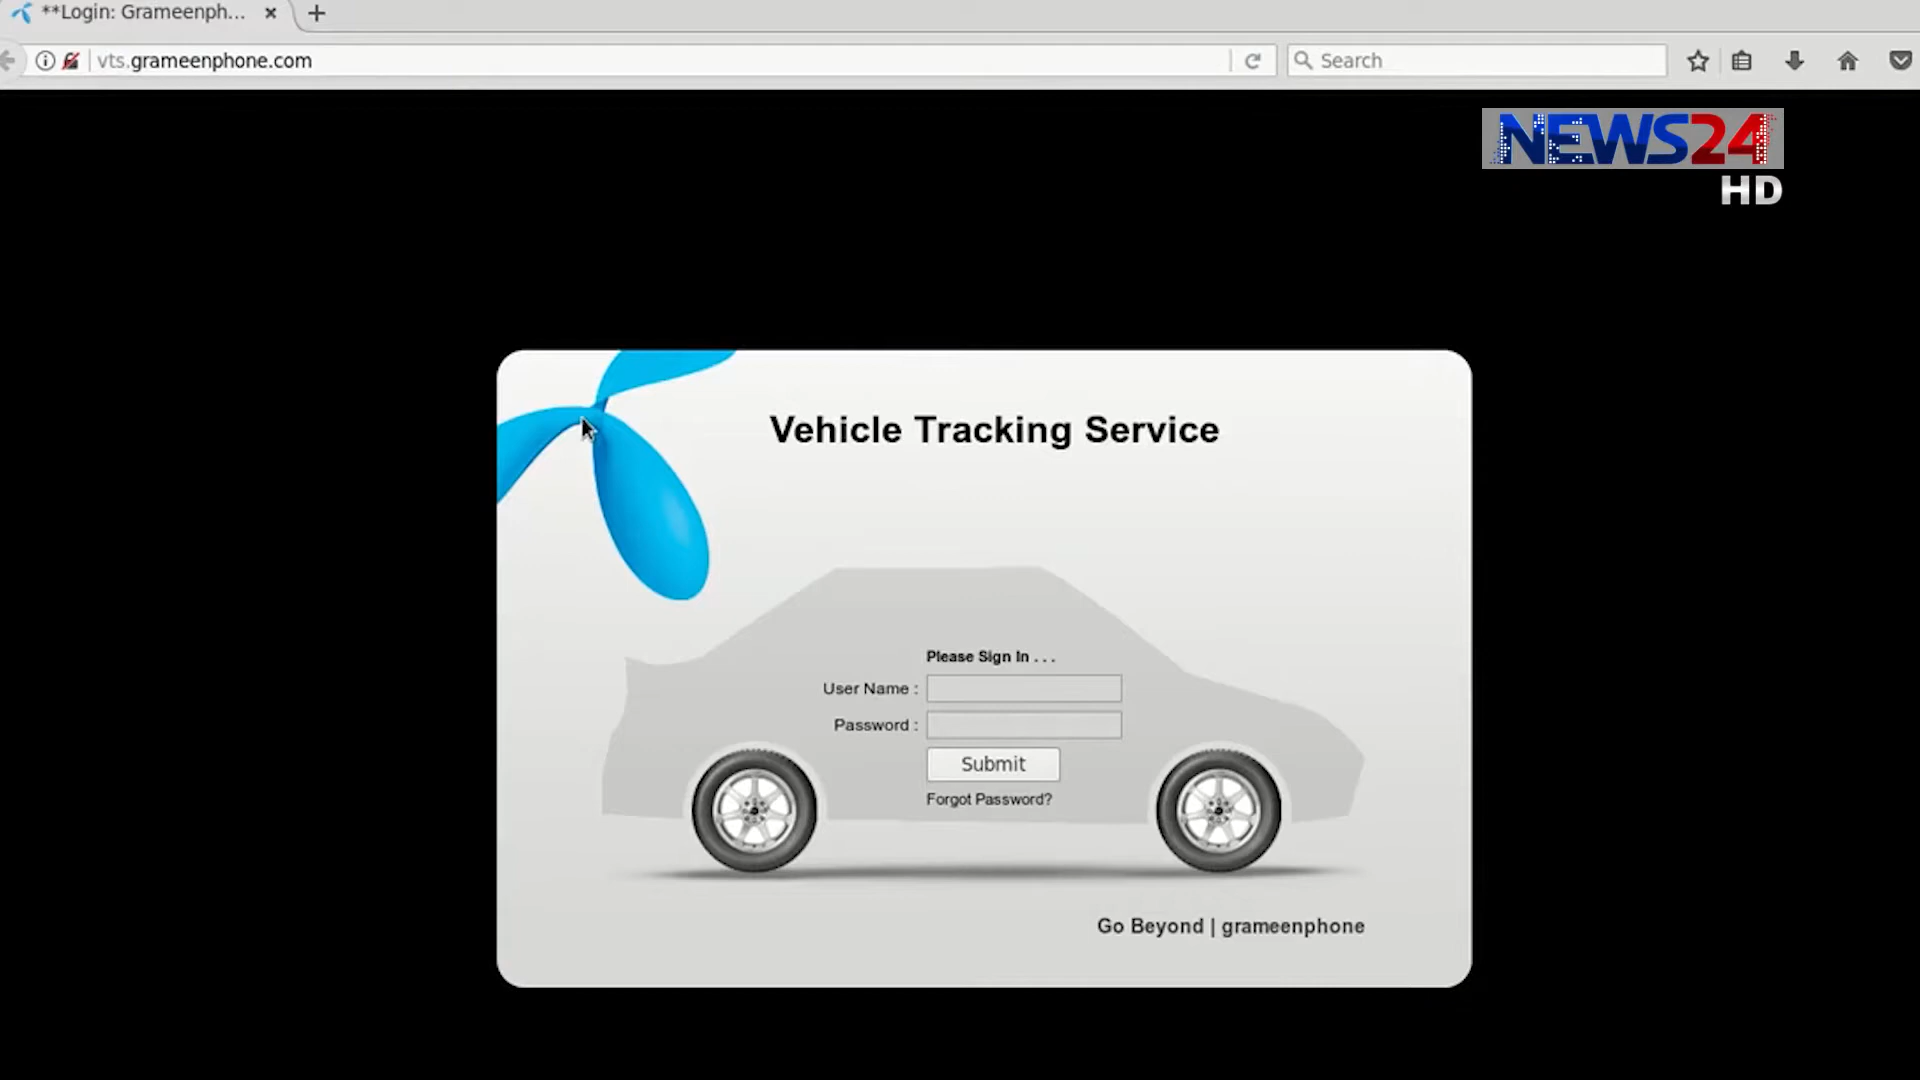 **Login: Grameenph...
vts.grameenphone.com
Search
NEWS24
HD
Vehicle Tracking Service
Please Sign In . . .
User Name :
Password :
Submit
Forgot Password?
Go Beyond | grameenphone